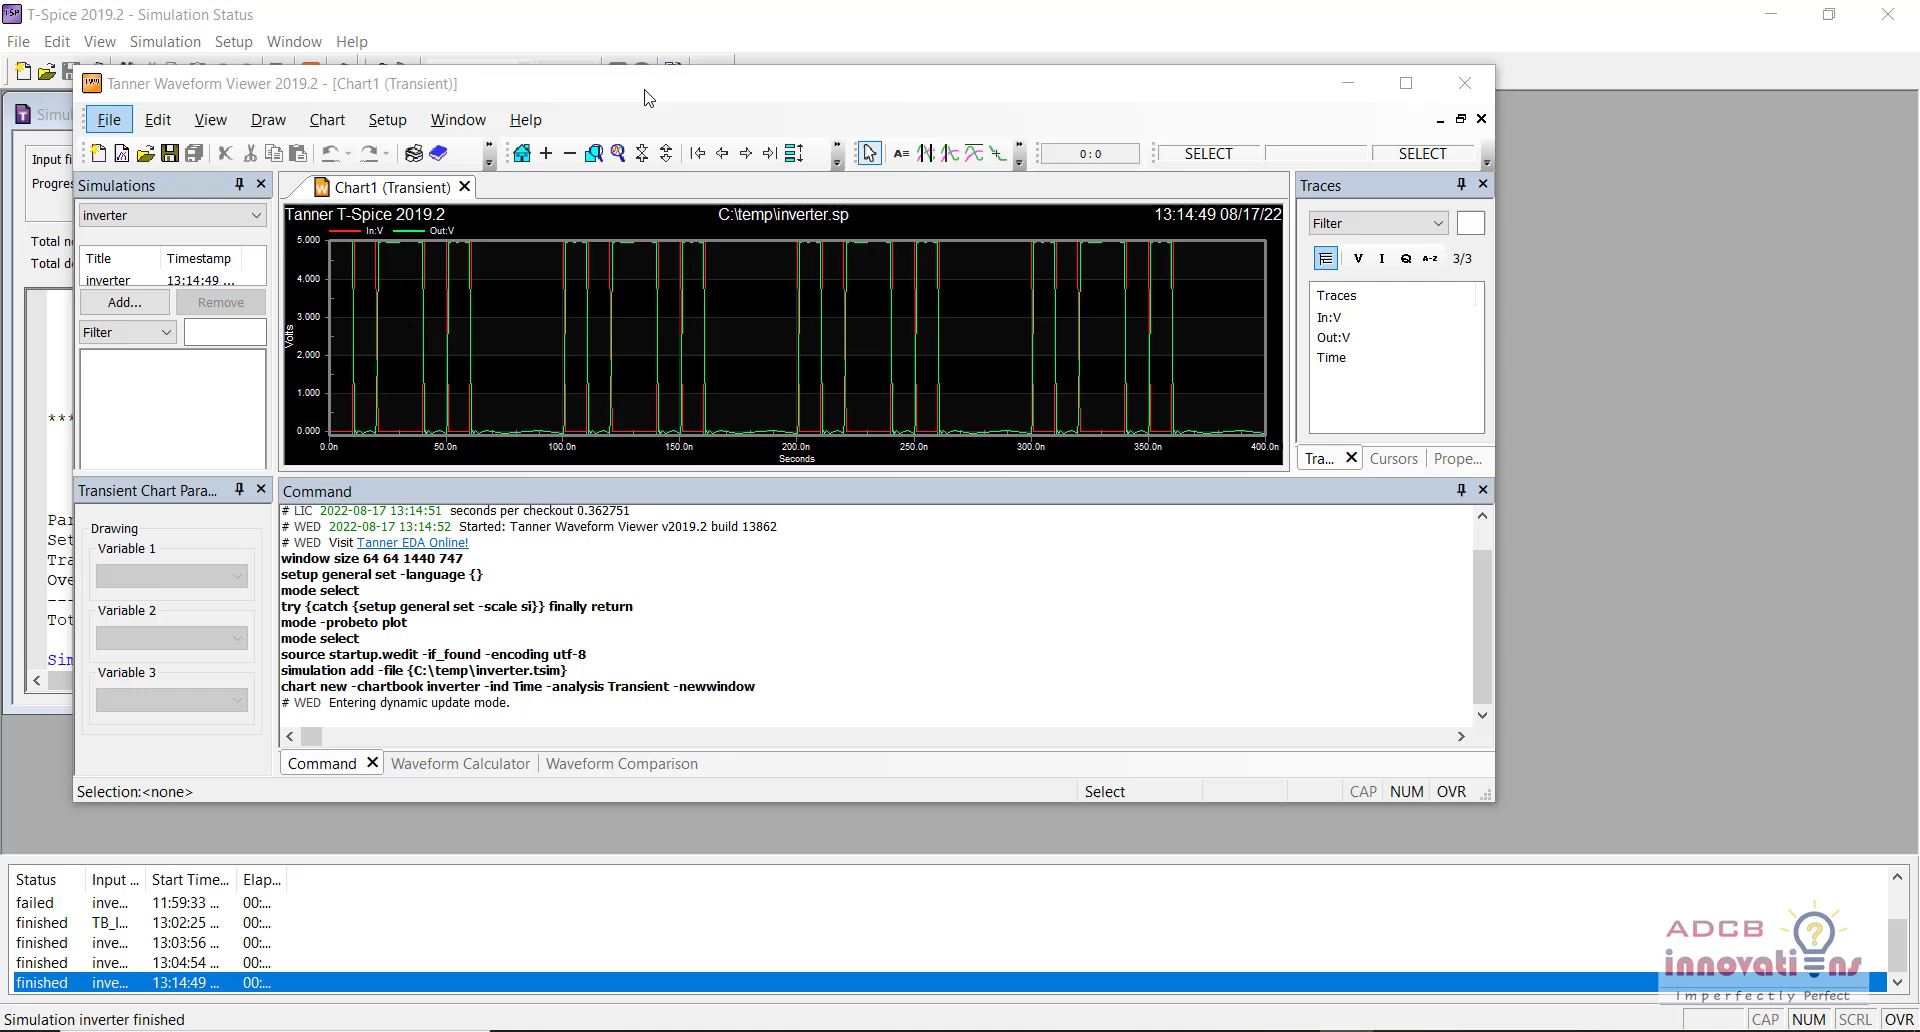 T-Spice 2019.2 - Simulation Status
File Edit View Simulation Setup Window Help
Tanner Waveform Viewer 2019.2 - [Chart1 (Transient)]
File Edit View Draw Chart Setup Window Help
0 : 0 SELECT SELECT
Simulations
inverter
Title Timestamp
inverter 13:14:49 ...
Add... Remove
Filter
Chart1 (Transient)
Tanner T-Spice 2019.2 C:\temp\inverter.sp 13:14:49 08/17/22
In:V Out:V
5.000
4.000
3.000
2.000
1.000
0.000
Volts
0.0n 50.0n 100.0n 150.0n 200.0n 250.0n 300.0n 350.0n 400.0n
Seconds
Traces
Filter
V I Q A-Z 3/3
Traces
In:V
Out:V
Time
Tra... Cursors Prope...
Transient Chart Para...
Drawing
Variable 1
Variable 2
Variable 3
Command
# LIC 2022-08-17 13:14:51 seconds per checkout 0.362751
# WED 2022-08-17 13:14:52 Started: Tanner Waveform Viewer v2019.2 build 13862
# WED Visit Tanner EDA Online!
window size 64 64 1440 747
setup general set -language {}
mode select
try {catch {setup general set -scale si}} finally return
mode -probeto plot
mode select
source startup.wedit -if_found -encoding utf-8
simulation add -file {C:\temp\inverter.tsim}
chart new -chartbook inverter -ind Time -analysis Transient -newwindow
# WED Entering dynamic update mode.
Command Waveform Calculator Waveform Comparison
Selection:<none> Select CAP NUM OVR
Simul
Input fi
Progres
Total n
Total d
***
Par
Set
Tra
Ove
---
Tot
Sim
Status Input ... Start Time... Elap...
failed inve... 11:59:33 ... 00:...
finished TB_I... 13:02:25 ... 00:...
finished inve... 13:03:56 ... 00:...
finished inve... 13:04:54 ... 00:...
finished inve... 13:14:49 ... 00:...
ADCB
innovations
Imperfectly Perfect
Simulation inverter finished CAP NUM SCRL OVR